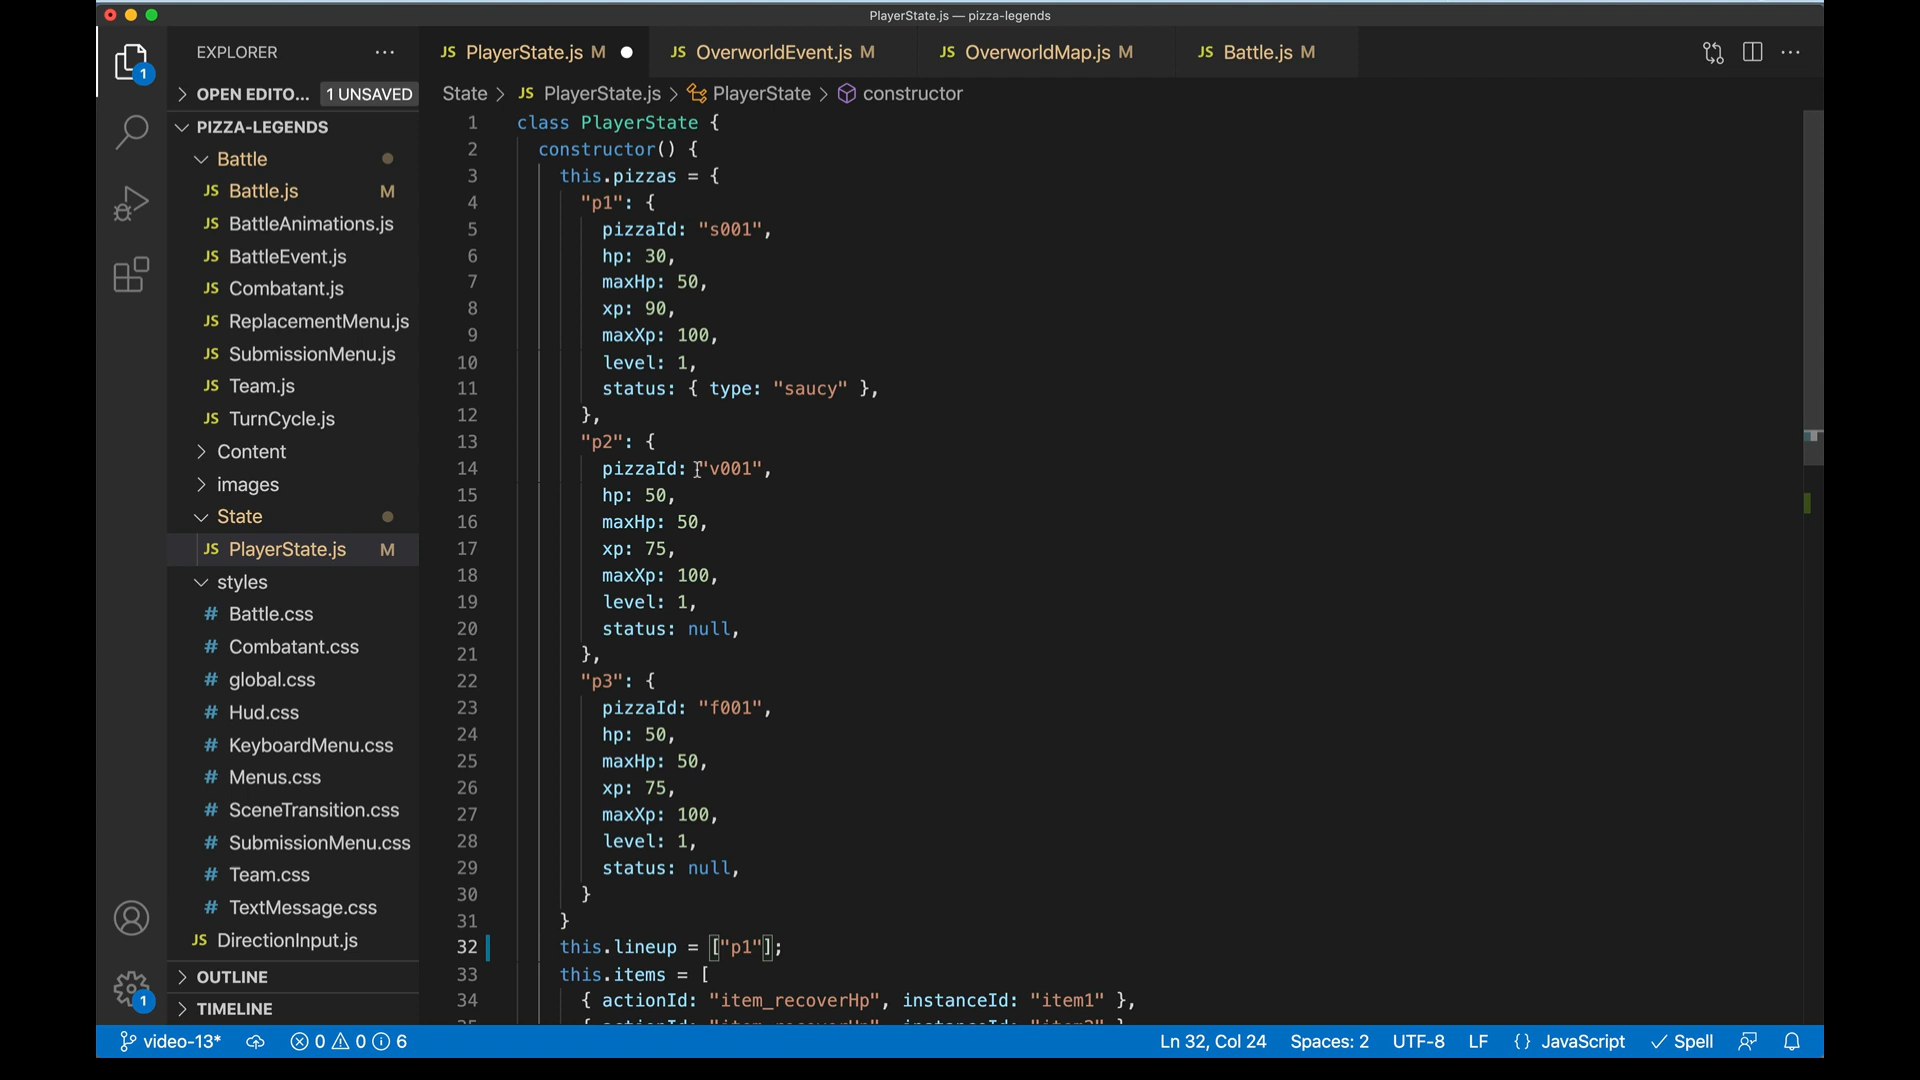 PlayerState.js — pizza-legends
EXPLORER
JS PlayerState.js M
JS OverworldEvent.js M
JS OverworldMap.js M
JS Battle.js M
1
OPEN EDITO... 1 UNSAVED
State > JS PlayerState.js > PlayerState > constructor
PIZZA-LEGENDS
Battle
JS Battle.js M
JS BattleAnimations.js
JS BattleEvent.js
JS Combatant.js
JS ReplacementMenu.js
JS SubmissionMenu.js
JS Team.js
JS TurnCycle.js
Content
images
State
JS PlayerState.js M
styles
# Battle.css
# Combatant.css
# global.css
# Hud.css
# KeyboardMenu.css
# Menus.css
# SceneTransition.css
# SubmissionMenu.css
# Team.css
# TextMessage.css
JS DirectionInput.js
OUTLINE
TIMELINE
1
1 class PlayerState {
2 constructor() {
3 this.pizzas = {
4 "p1": {
5 pizzaId: "s001",
6 hp: 30,
7 maxHp: 50,
8 xp: 90,
9 maxXp: 100,
10 level: 1,
11 status: { type: "saucy" },
12 },
13 "p2": {
14 pizzaId: "v001",
15 hp: 50,
16 maxHp: 50,
17 xp: 75,
18 maxXp: 100,
19 level: 1,
20 status: null,
21 },
22 "p3": {
23 pizzaId: "f001",
24 hp: 50,
25 maxHp: 50,
26 xp: 75,
27 maxXp: 100,
28 level: 1,
29 status: null,
30 }
31 }
32 this.lineup = ["p1"];
33 this.items = [
34 { actionId: "item_recoverHp", instanceId: "item1" },
video-13* 0 0 6
Ln 32, Col 24 Spaces: 2 UTF-8 LF {} JavaScript Spell